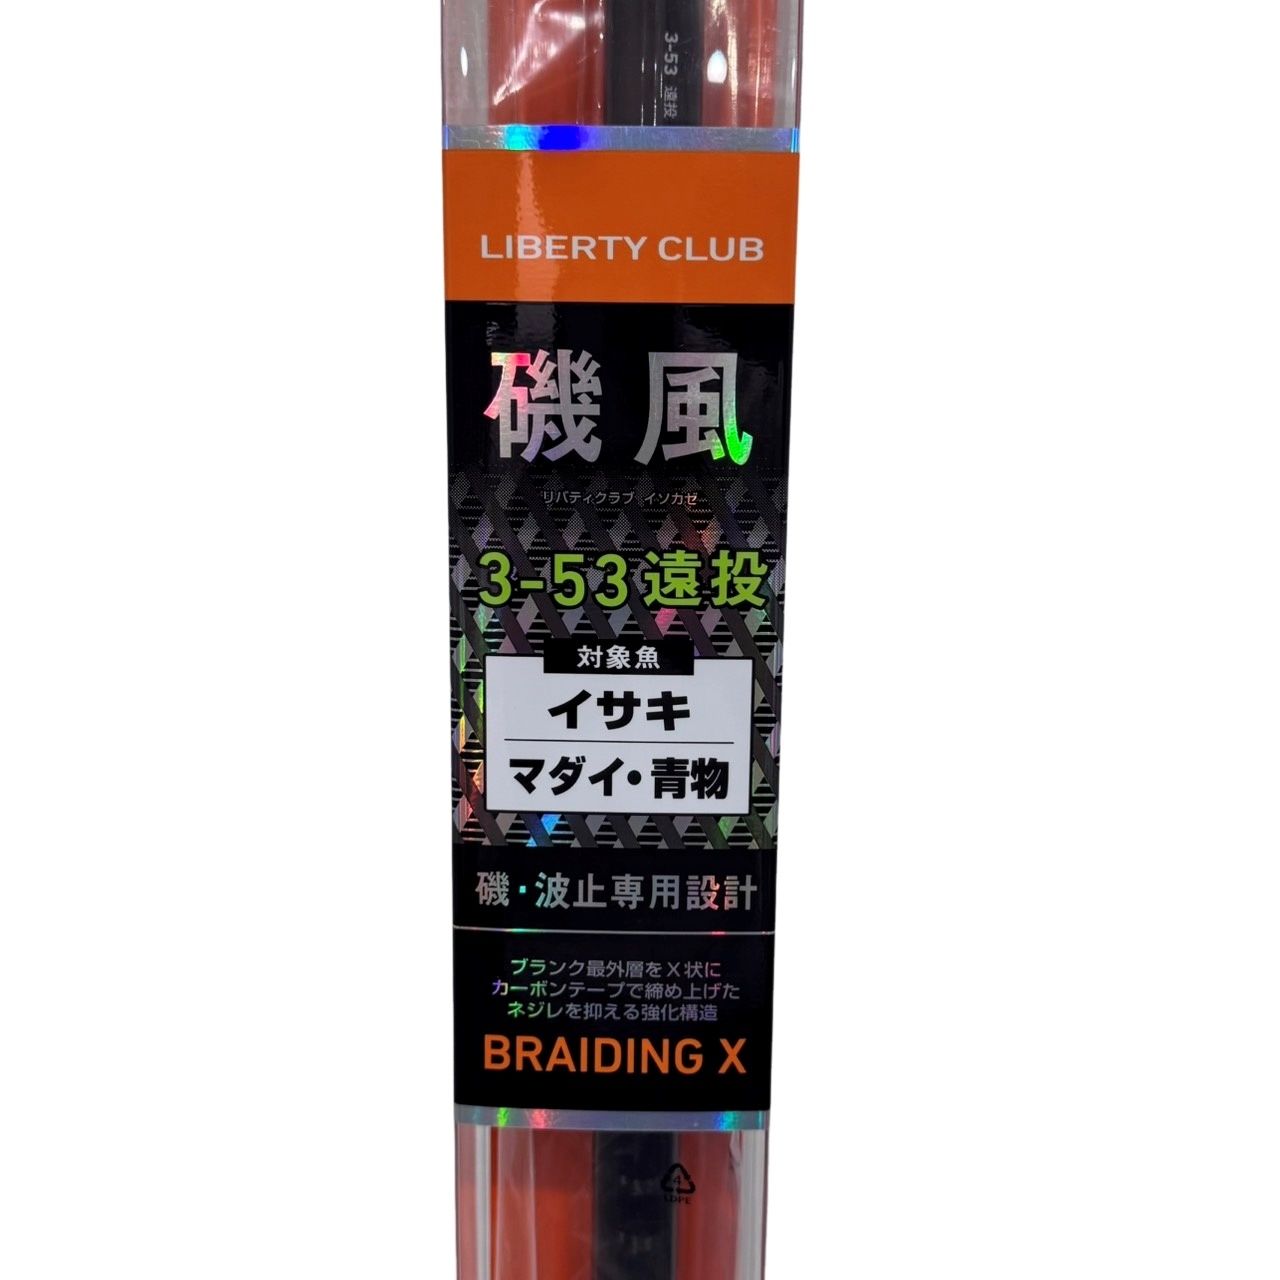 3-53 遠投
LIBERTY CLUB
磯風
リバティクラブ イソカゼ
3-53遠投
対象魚
イサキ
マダイ・青物
磯・波止専用設計
ブランク最外層をX状に
カーボンテープで締め上げた
ネジレを抑える強化構造
BRAIDING X
4
LDPE